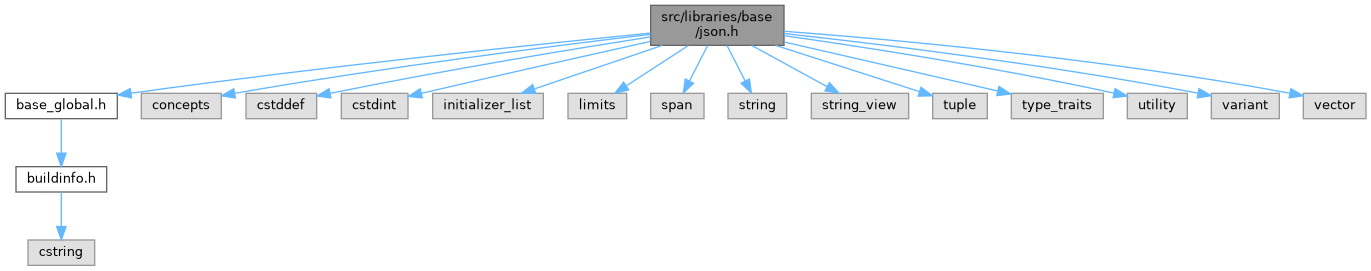 src/libraries/base
/json.h
base_global.h
concepts
cstddef
cstdint
initializer_list
limits
span
string
string_view
tuple
type_traits
utility
variant
vector
buildinfo.h
cstring